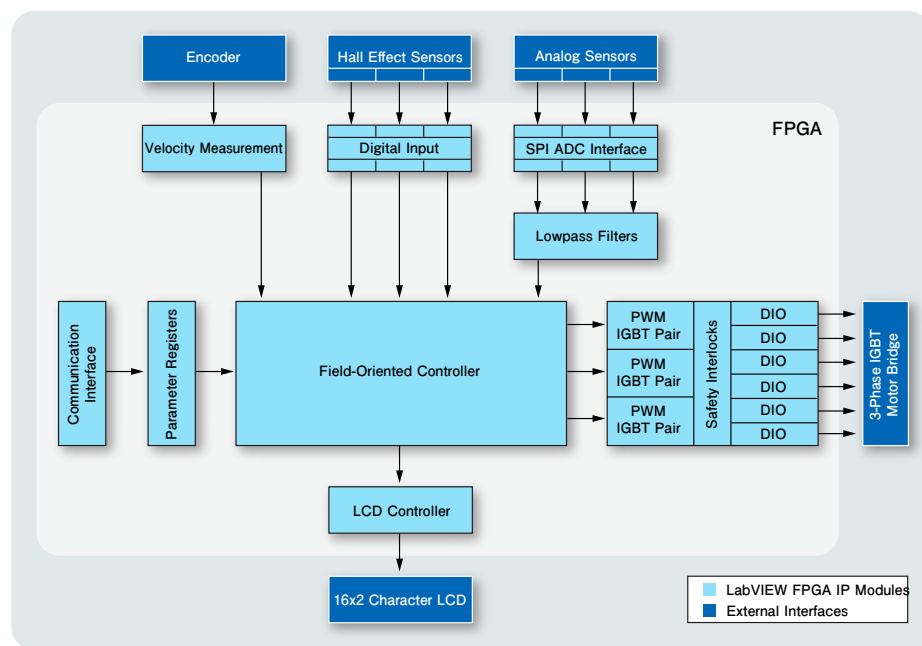 Encoder
Hall Effect Sensors
Analog Sensors
FPGA
Velocity Measurement
Digital Input
SPI ADC Interface
Lowpass Filters
Communication
Interface
Parameter Registers
Field-Oriented Controller
PWM
IGBT Pair
PWM
IGBT Pair
PWM
IGBT Pair
Safety Interlocks
DIO
DIO
DIO
DIO
DIO
DIO
3-Phase IGBT
Motor Bridge
LCD Controller
16x2 Character LCD
LabVIEW FPGA IP Modules
External Interfaces